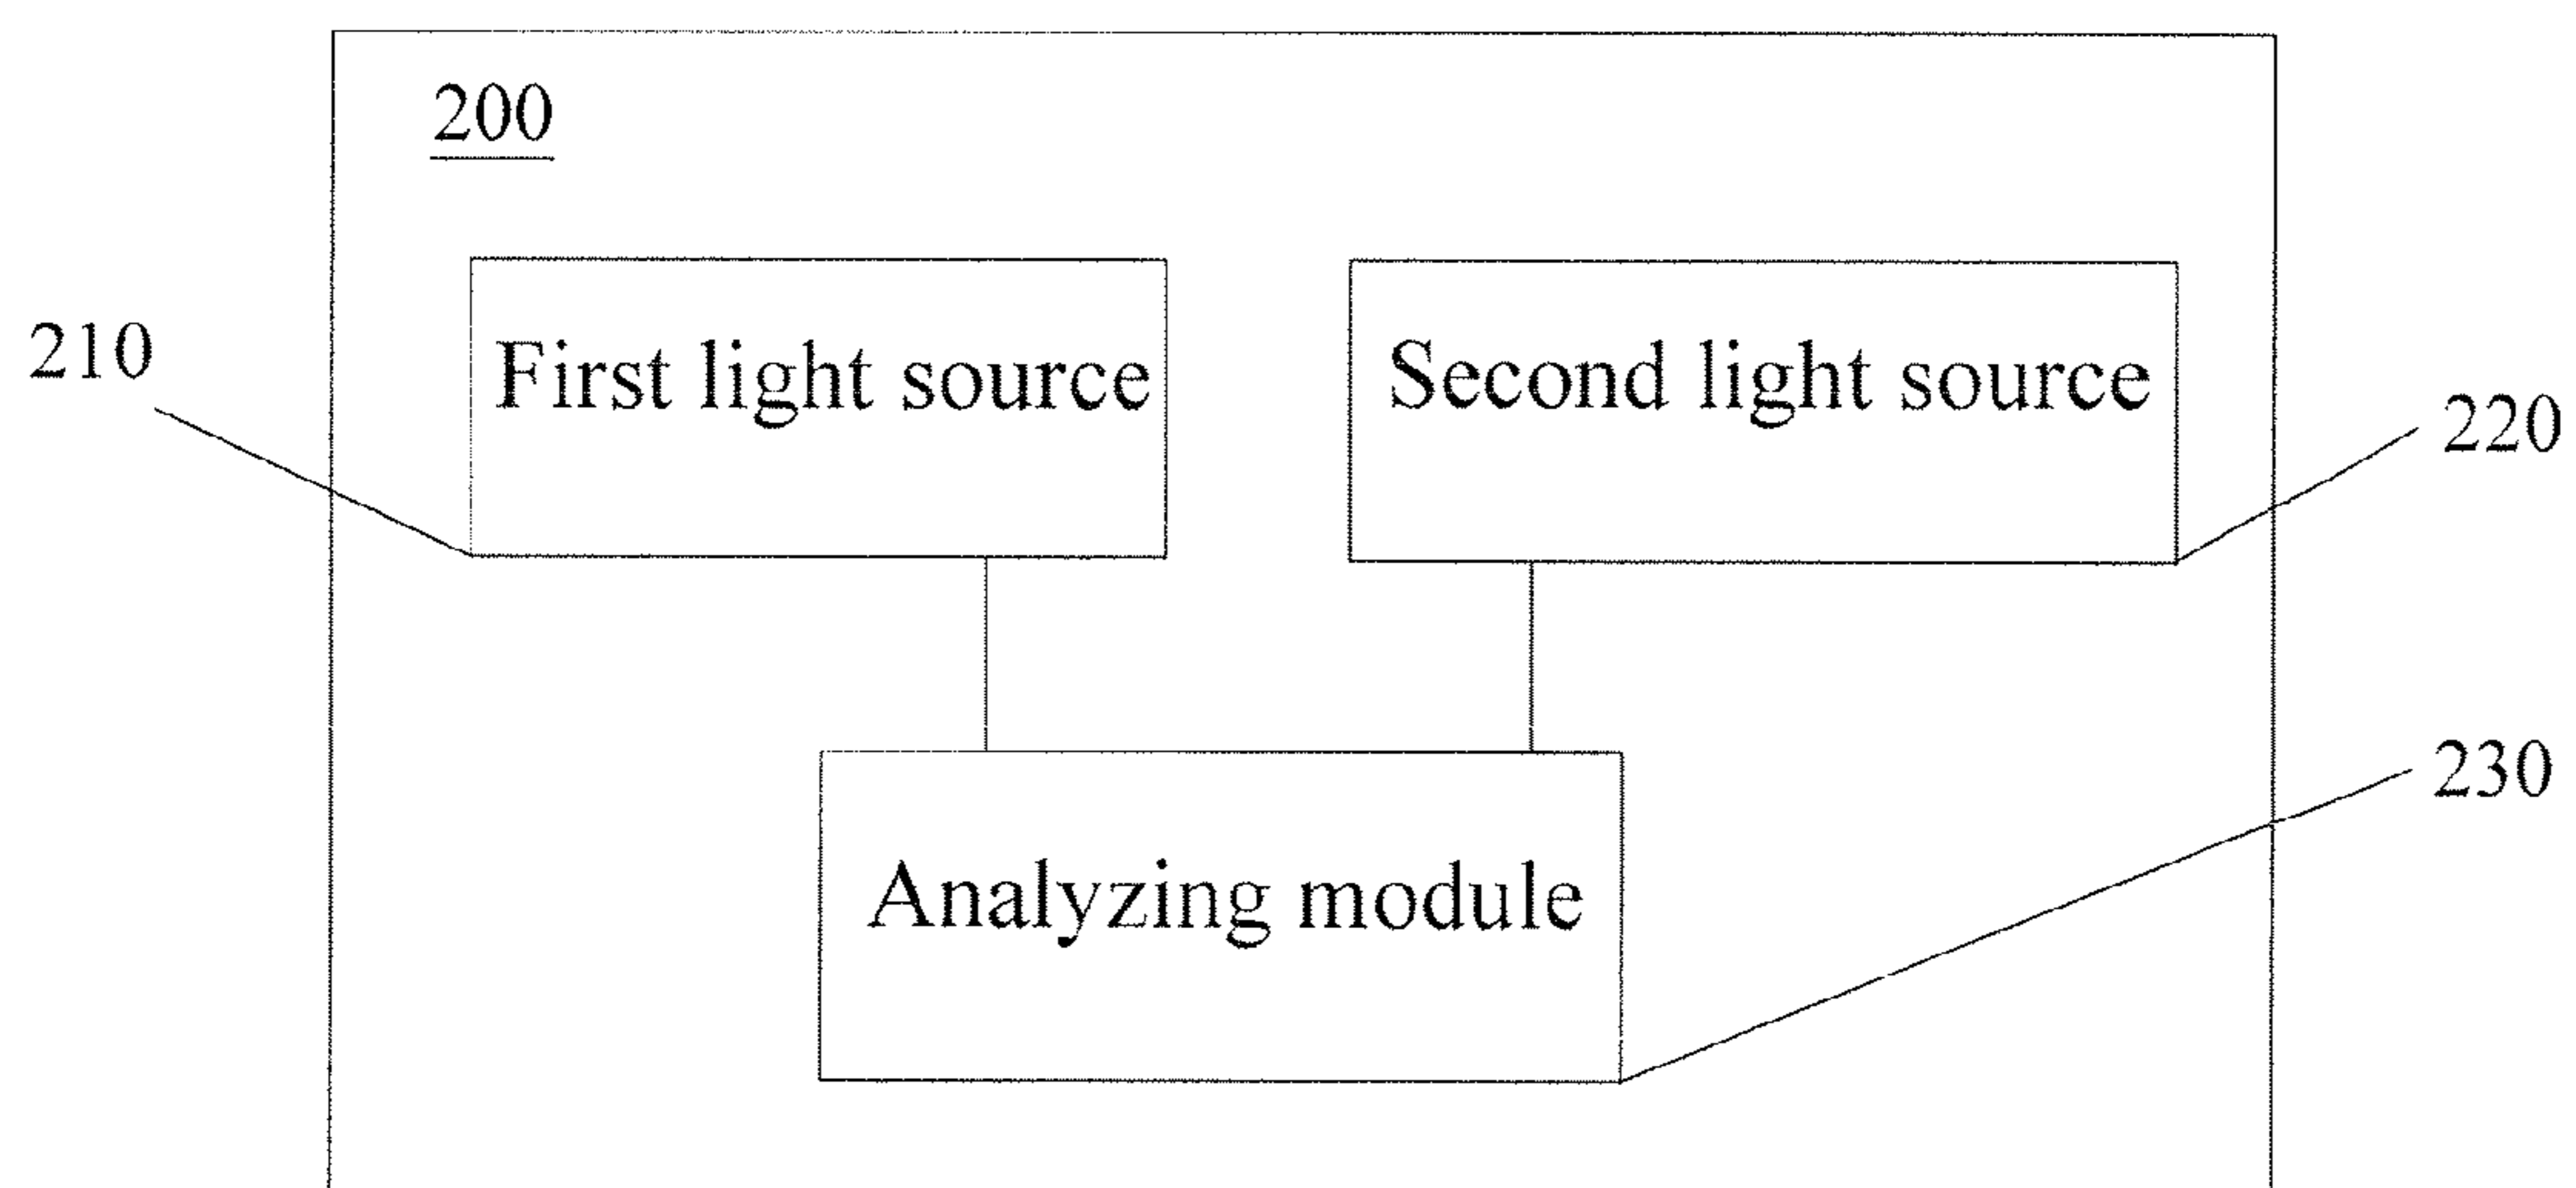 200
210
First light source
Second light source
220
230
Analyzing module